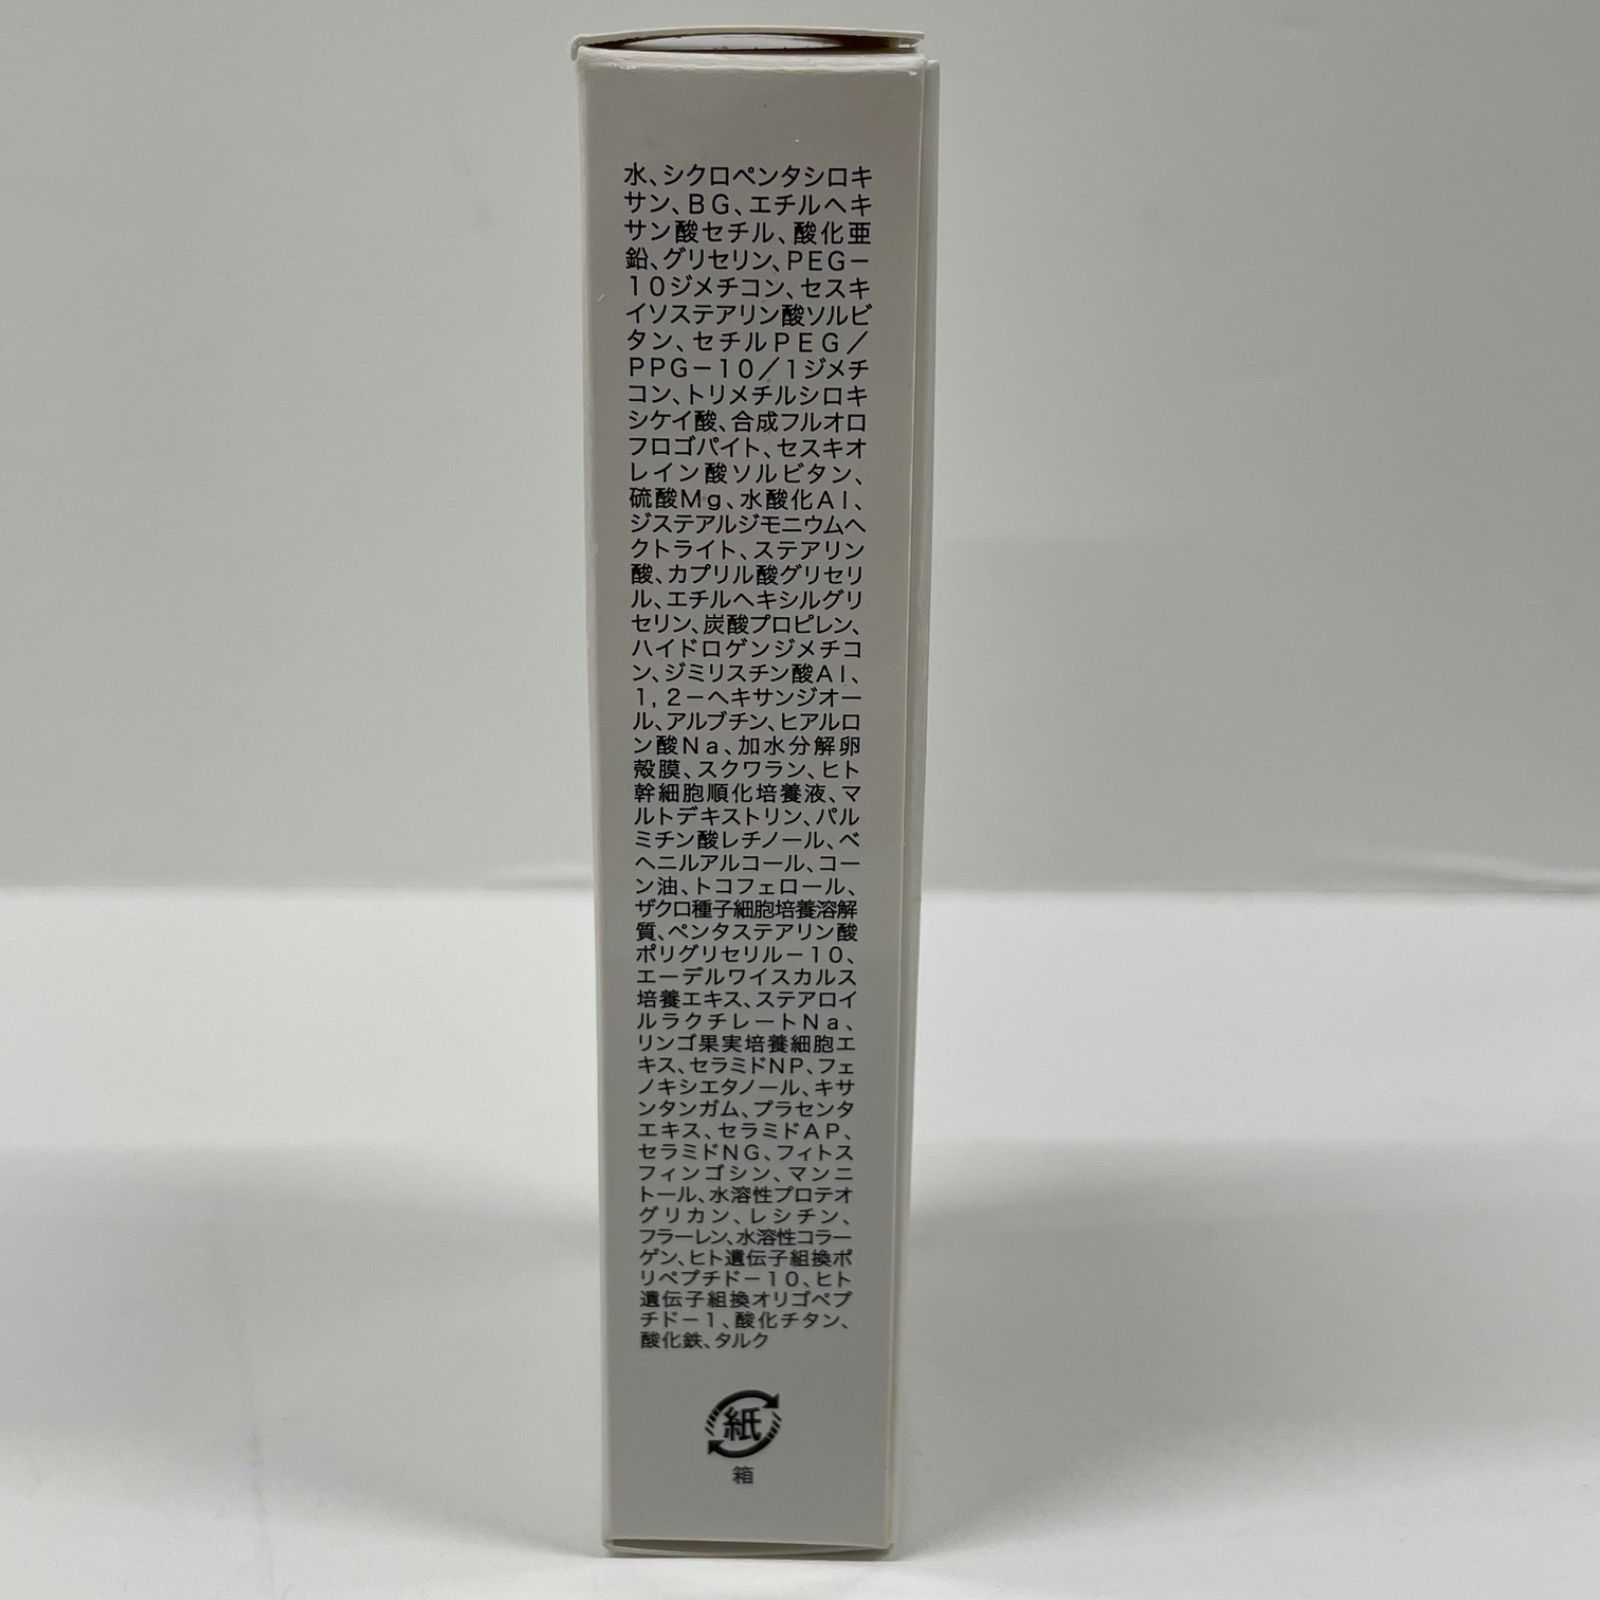 水、シクロペンタシロキ
サン、BG、エチルヘキ
サン酸セチル、酸化亜
鉛、グリセリン、PEG－
10ジメチコン、セスキ
イソステアリン酸ソルビ
タン、セチルPEG／
PPG－10／1ジメチ
コン、トリメチルシロキ
シケイ酸、合成フルオロ
フロゴパイト、セスキオ
レイン酸ソルビタン、
硫酸Mg、水酸化Al、
ジステアルジモニウムヘ
クトライト、ステアリン
酸、カプリル酸グリセリ
ル、エチルヘキシルグリ
セリン、炭酸プロピレン、
ハイドロゲンジメチコ
ン、ジミリスチン酸Al、
1,2－ヘキサンジオー
ル、アルブチン、ヒアルロ
ン酸Na、加水分解卵
殻膜、スクワラン、ヒト
幹細胞順化培養液、マ
ルトデキストリン、パル
ミチン酸レチノール、ベ
ヘニルアルコール、コー
ン油、トコフェロール、
ザクロ種子細胞培養溶解
質、ペンタステアリン酸
ポリグリセリル－10、
エーデルワイスカルス
培養エキス、ステアロイ
ルラクチレートNa、
リンゴ果実培養細胞エ
キス、セラミドNP、フェ
ノキシエタノール、キサ
ンタンガム、プラセンタ
エキス、セラミドAP、
セラミドNG、フィトス
フィンゴシン、マンニ
トール、水溶性プロテオ
グリカン、レシチン、
フラーレン、水溶性コラー
ゲン、ヒト遺伝子組換ポ
リペプチド－10、ヒト
遺伝子組換オリゴペプ
チド－1、酸化チタン、
酸化鉄、タルク
紙
箱